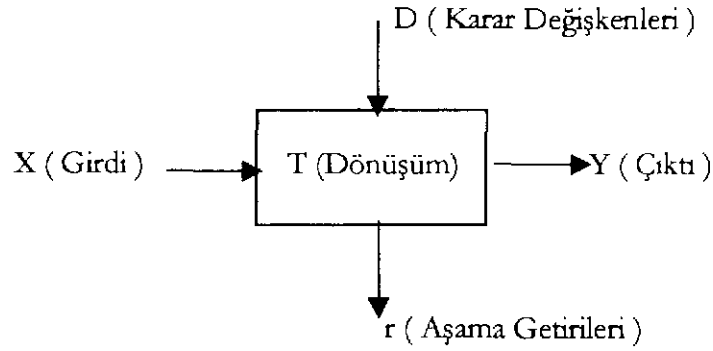 D ( Karar Değişkenleri )
X ( Girdi )
T (Dönüşüm)
Y ( Çıktı )
r ( Aşama Getirileri )